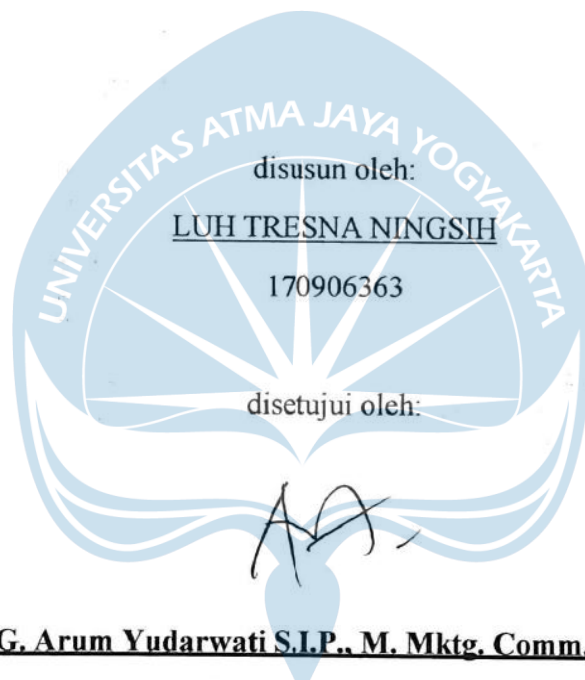 UNIVERSITAS ATMA JAYA YOGYAKARTA
disusun oleh:
LUH TRESNA NINGSIH
170906363
disetujui oleh:
G. Arum Yudarwati S.I.P., M. Mktg. Comm.